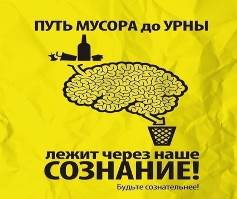 ПУТЬ МУСОРА до УРНЫ
лежит через наше
СОЗНАНИЕ!
Будьте сознательнее!